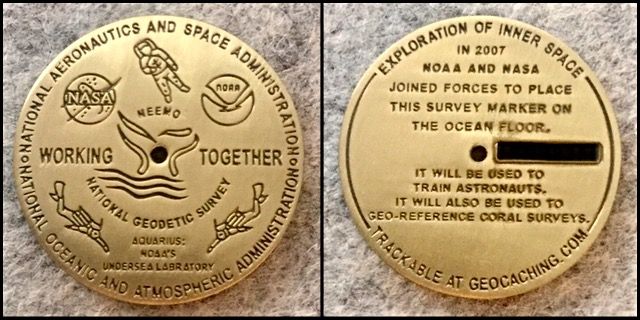 NATIONAL AERONAUTICS AND SPACE ADMINISTRATION
NASA
NOAA
NEEMO
WORKING TOGETHER
NATIONAL GEODETIC SURVEY
AQUARIUS:
NOAA'S
UNDERSEA LABRATORY
NATIONAL OCEANIC AND ATMOSPHERIC ADMINISTRATION
EXPLORATION OF INNER SPACE
IN 2007
NOAA AND NASA
JOINED FORCES TO PLACE
THIS SURVEY MARKER ON
THE OCEAN FLOOR.
IT WILL BE USED TO
TRAIN ASTRONAUTS.
IT WILL ALSO BE USED TO
GEO-REFERENCE CORAL SURVEYS.
TRACKABLE AT GEOCACHING.COM